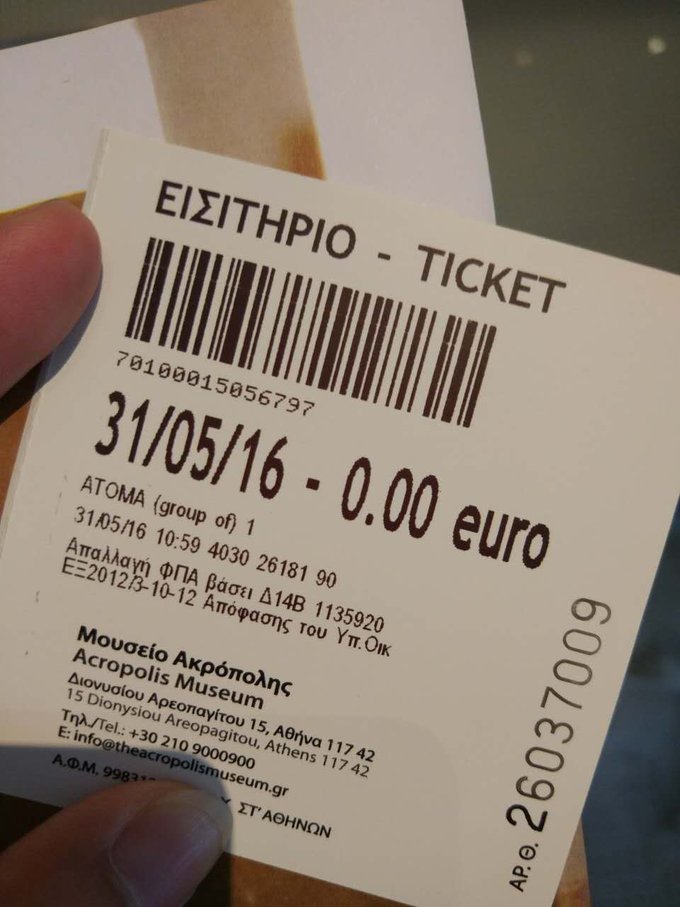 ΕΙΣΙΤΗΡΙΟ - TICKET
70100015056797
31/05/16 - 0.00 euro
ΑΤΟΜΑ (group of) 1
31/05/16 10:59 4030 26181 90
Απαλλαγή ΦΠΑ βάσει Δ14Β 1135920
ΕΞ2012/3-10-12 Απόφασης του Υπ.Οικ
Μουσείο Ακρόπολης
Acropolis Museum
Διονυσίου Αρεοπαγίτου 15, Αθήνα 117 42
15 Dionysiou Areopagitou, Athens 117 42
Τηλ./Tel.: +30 210 9000900
E: info@theacropolismuseum.gr
Α.Φ.Μ. ΣΤ' ΑΘΗΝΩΝ
ΑΡ.Θ. 26037009